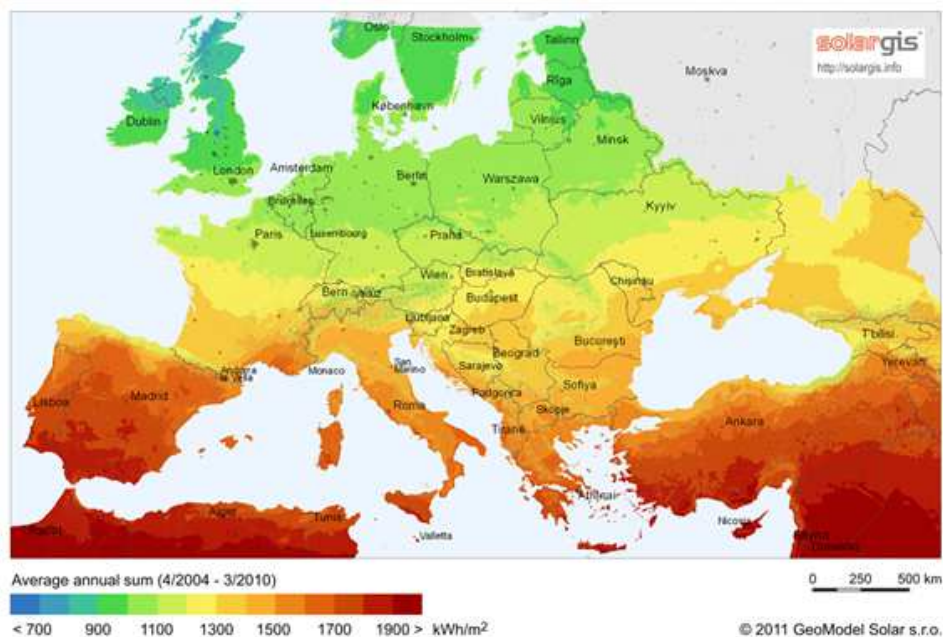 Oslo
Stockholm
Tallinn
solargis
http://solargis.info
Moskva
Rīga
København
Dublin
Vilnius
Minsk
London
Amsterdam
Berlin
Warszawa
Bruxelles
Kyyiv
Paris
Luxembourg
Praha
Wien
Bratislava
Chişinau
Bern
Vaduz
Budapest
Ljubljana
Zagreb
T'bilisi
Beograd
Bucureşti
San
Marino
Yerevan
Andorra
la Vella
Monaco
Sarajevo
Sofiya
Podgorica
Lisboa
Madrid
Roma
Skopje
Ankara
Tiranë
Athínai
Alger
Tunis
Valletta
Nicosia
Average annual sum (4/2004 - 3/2010)
0 250 500 km
< 700 900 1100 1300 1500 1700 1900 > kWh/m²
© 2011 GeoModel Solar s.r.o.